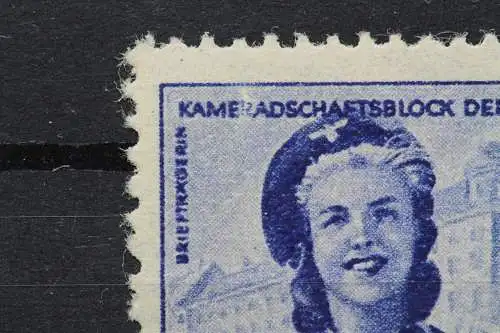 KAMERADSCHAFTSBLOCK DER
BRIEFTRÄGERIN